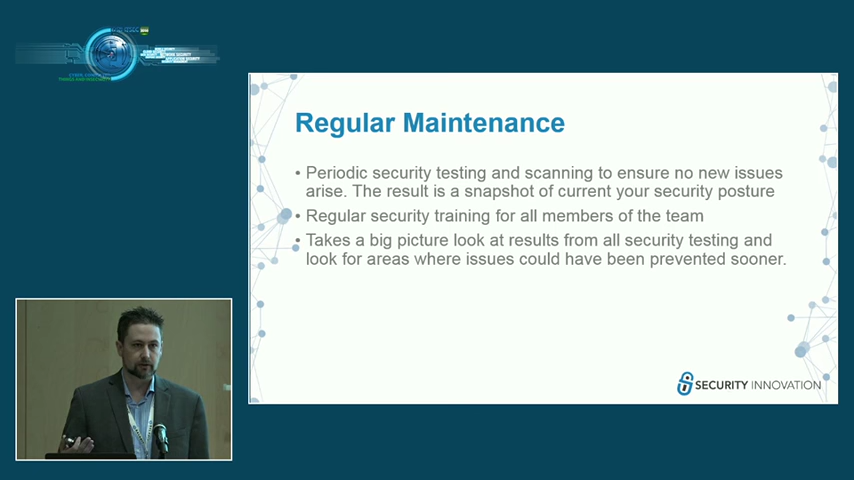 Regular Maintenance
• Periodic security testing and scanning to ensure no new issues
arise. The result is a snapshot of current your security posture
• Regular security training for all members of the team
• Takes a big picture look at results from all security testing and
look for areas where issues could have been prevented sooner.
SECURITY INNOVATION